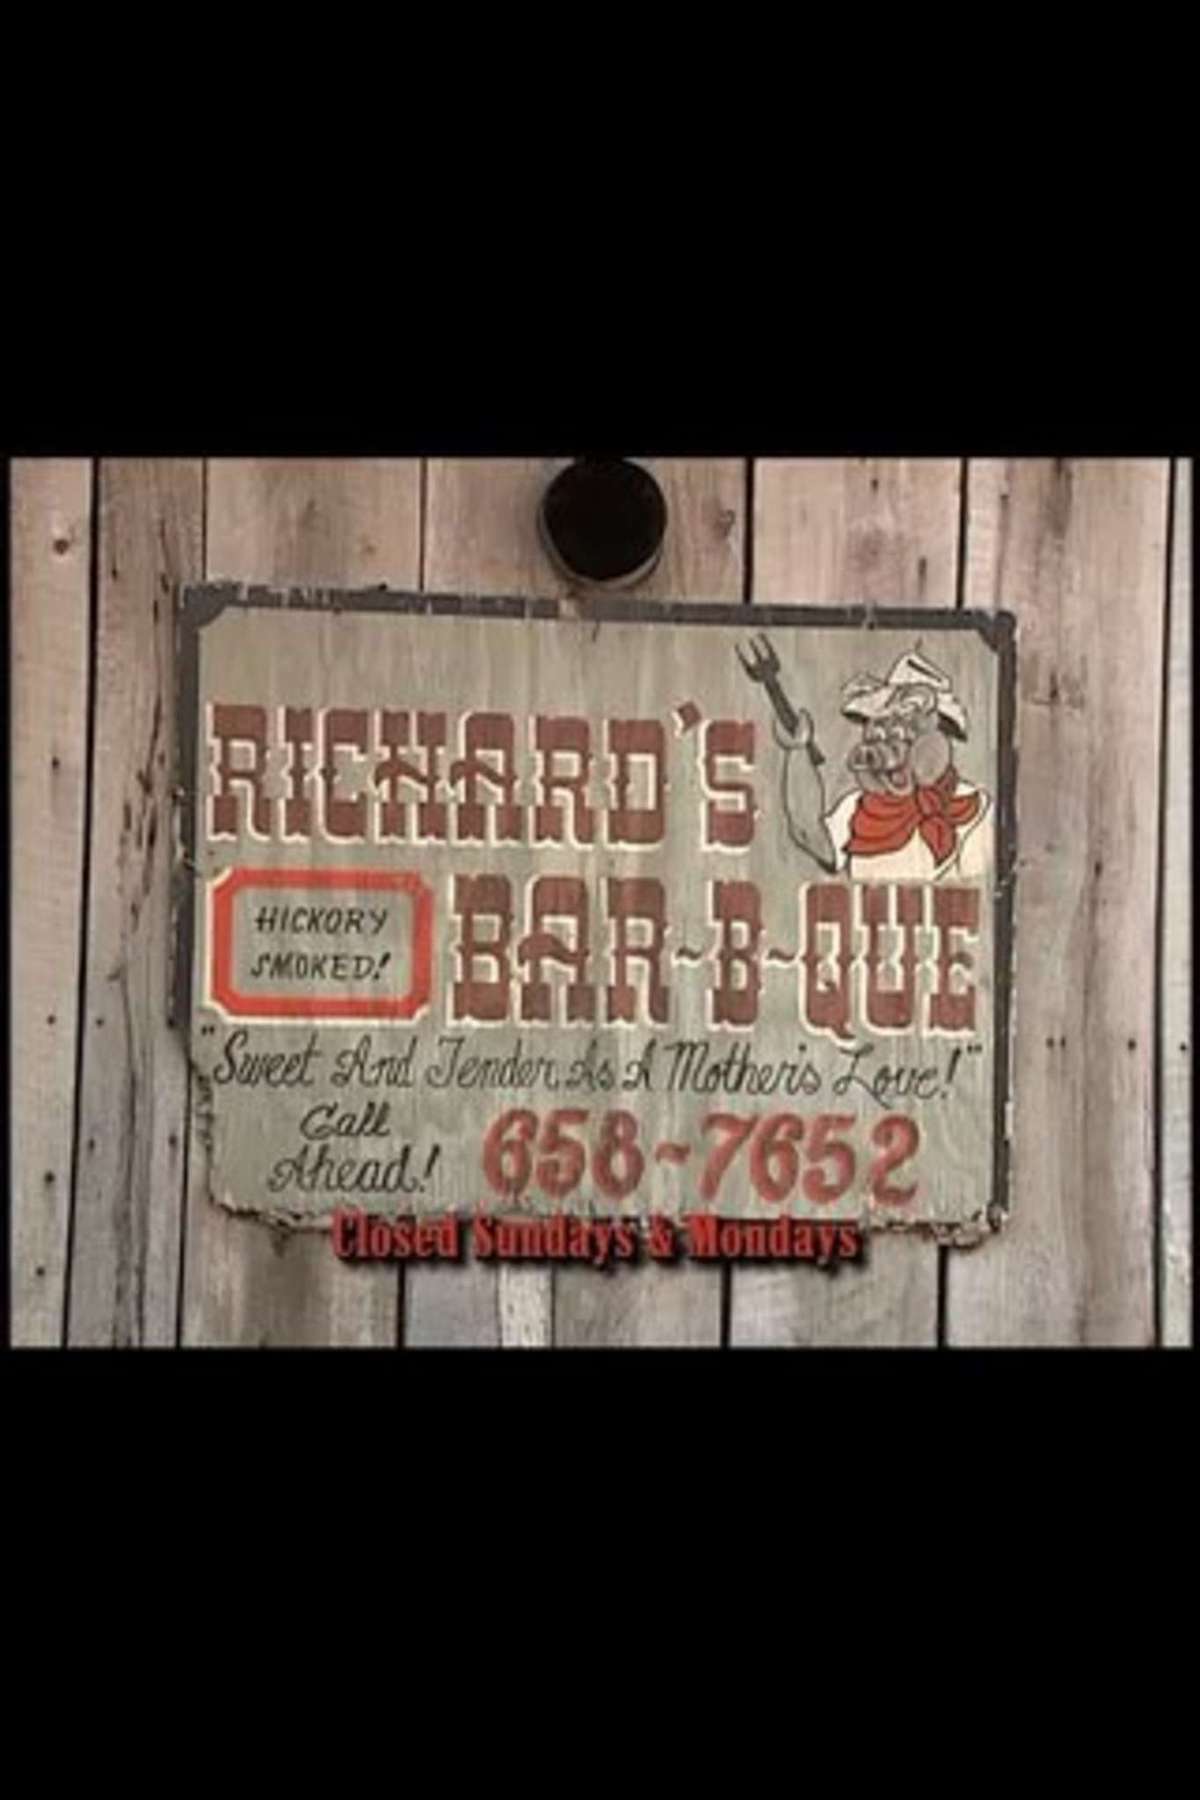 RICHARD'S
HICKORY
SMOKED!
BAR~B~QUE
"Sweet And Tender As A Mother's Love!"
Call
Ahead!
658~7652
Closed Sundays & Mondays